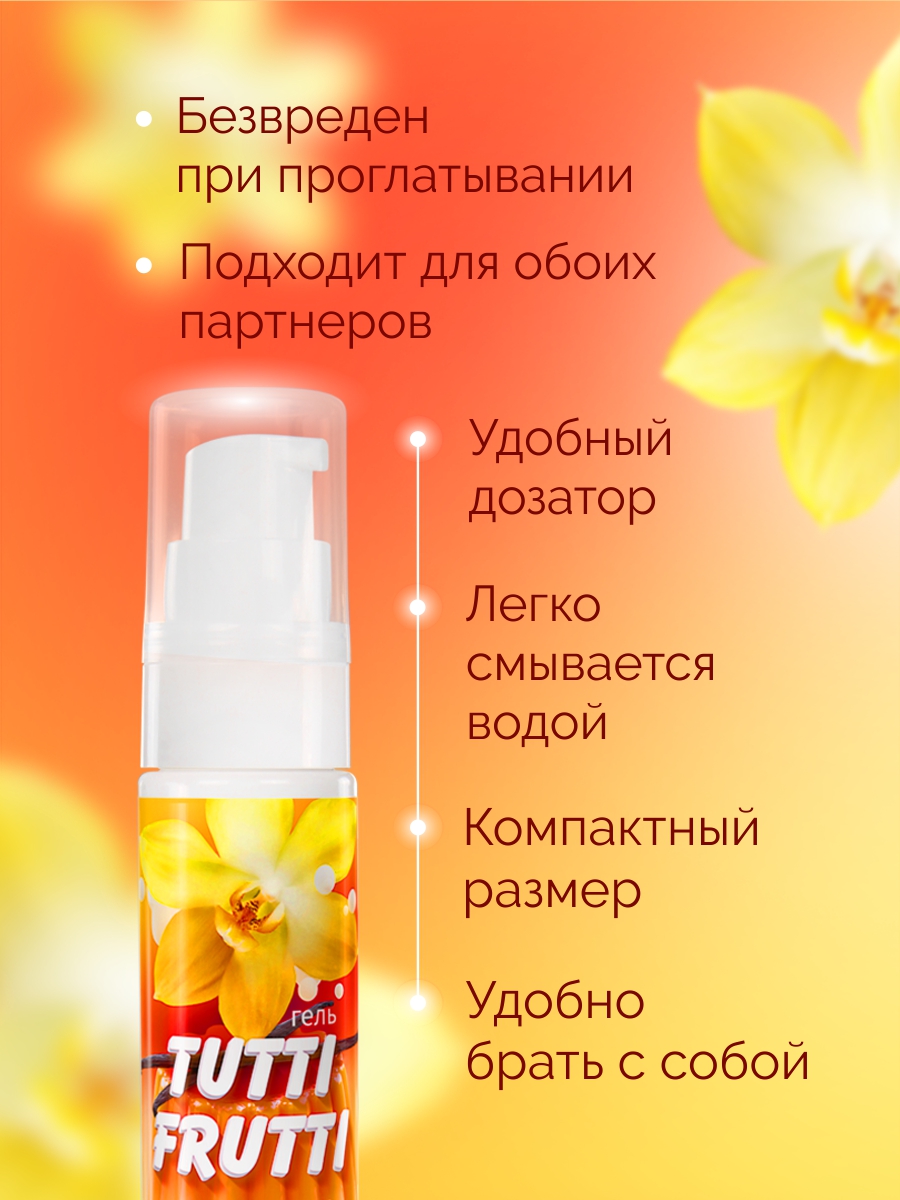 Безвреден
при проглатывании
Подходит для обоих
партнеров
Удобный
дозатор
Легко
смывается
водой
Компактный
размер
Удобно
брать с собой
гель
TUTTI
FRUTTI